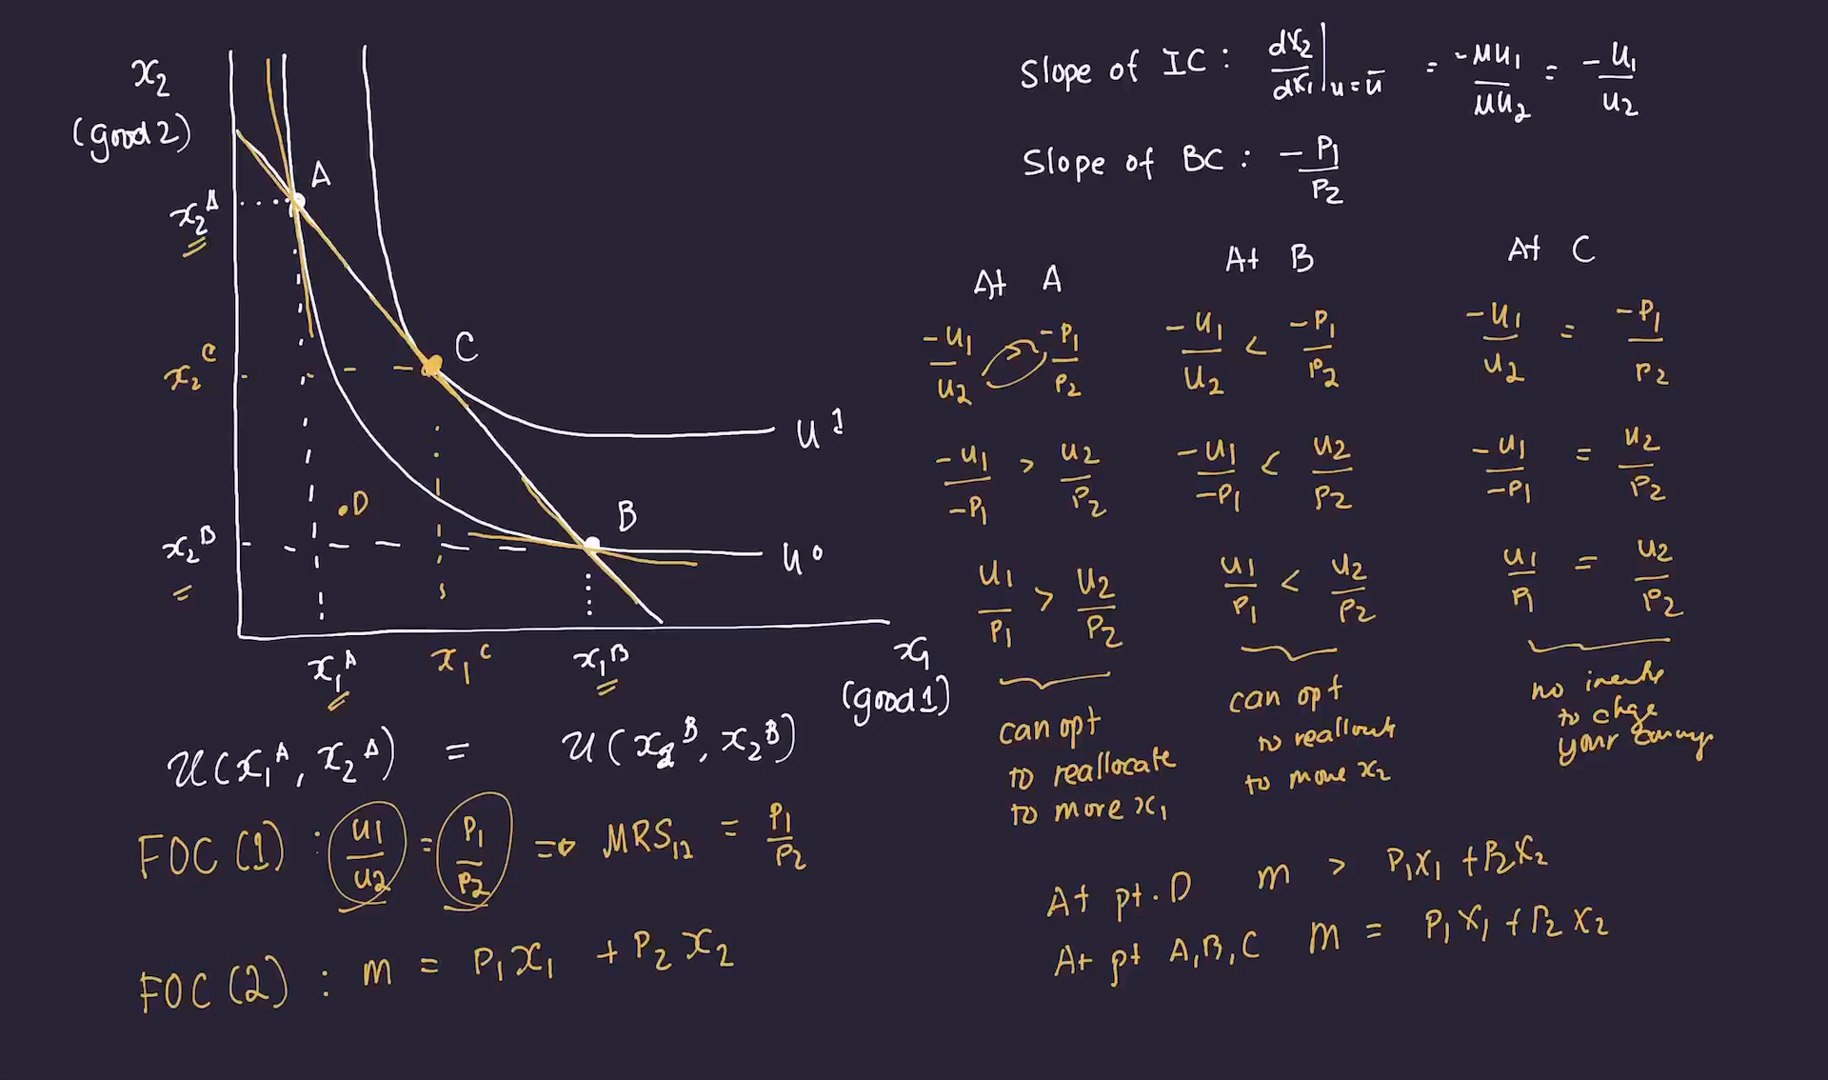 x₂
(good 2)
A
x₂ᴬ
C
x₂ᶜ
u¹
.D
B
x₂ᴮ
u⁰
x₁ᴬ
x₁ᶜ
x₁ᴮ
x₁
(good 1)
U(x₁ᴬ, x₂ᴬ) = U(x₂ᴮ, x₂ᴮ)
FOC (1) : u₁/u₂ = P₁/P₂ => MRS₁₂ = P₁/P₂
FOC (2) : m = P₁x₁ + P₂x₂
Slope of IC : dx₂/dx₁ |u=ū = -MU₁/MU₂ = -U₁/U₂
Slope of BC : -P₁/P₂
At A
-U₁/U₂ > -P₁/P₂
-U₁/-P₁ > U₂/P₂
U₁/P₁ > U₂/P₂
can opt
to reallocate
to more x₁
At B
-U₁/U₂ < -P₁/P₂
-U₁/-P₁ < U₂/P₂
U₁/P₁ < U₂/P₂
can opt
to
to more x₂
At C
-U₁/U₂ = -P₁/P₂
-U₁/-P₁ = U₂/P₂
U₁/P₁ = U₂/P₂
no
to
your
At pt. D m > P₁x₁ + P₂x₂
At pt A, B, C m = P₁x₁ + P₂x₂